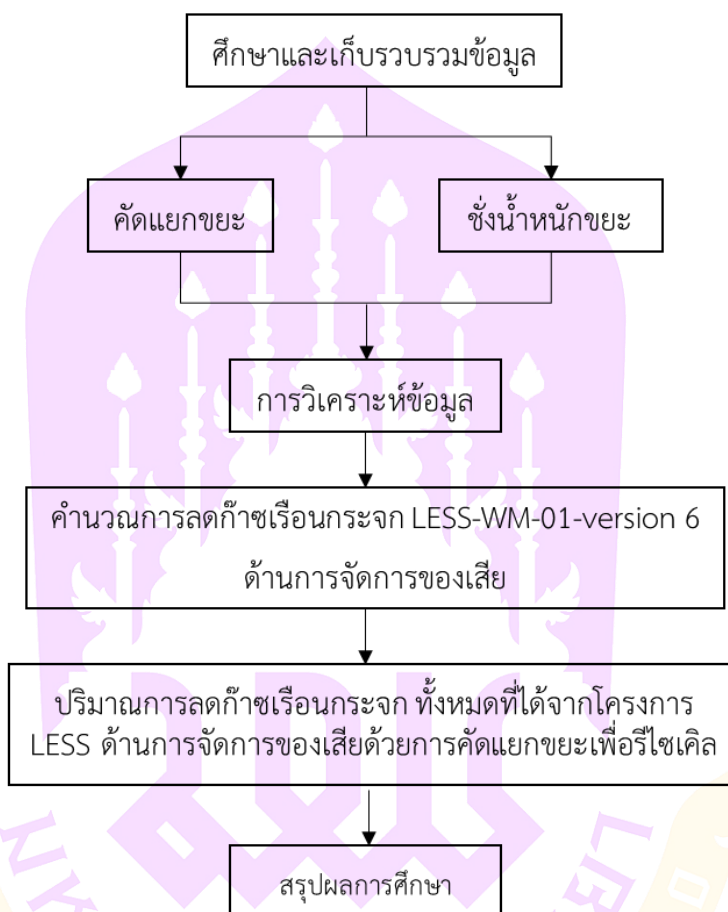 ศึกษาและเก็บรวบรวมข้อมูล
คัดแยกขยะ
ชั่งน้ำหนักขยะ
การวิเคราะห์ข้อมูล
คำนวณการลดก๊าซเรือนกระจก LESS-WM-01-version 6
ด้านการจัดการของเสีย
ปริมาณการลดก๊าซเรือนกระจก ทั้งหมดที่ได้จากโครงการ
LESS ด้านการจัดการของเสียด้วยการคัดแยกขยะเพื่อรีไซเคิล
สรุปผลการศึกษา